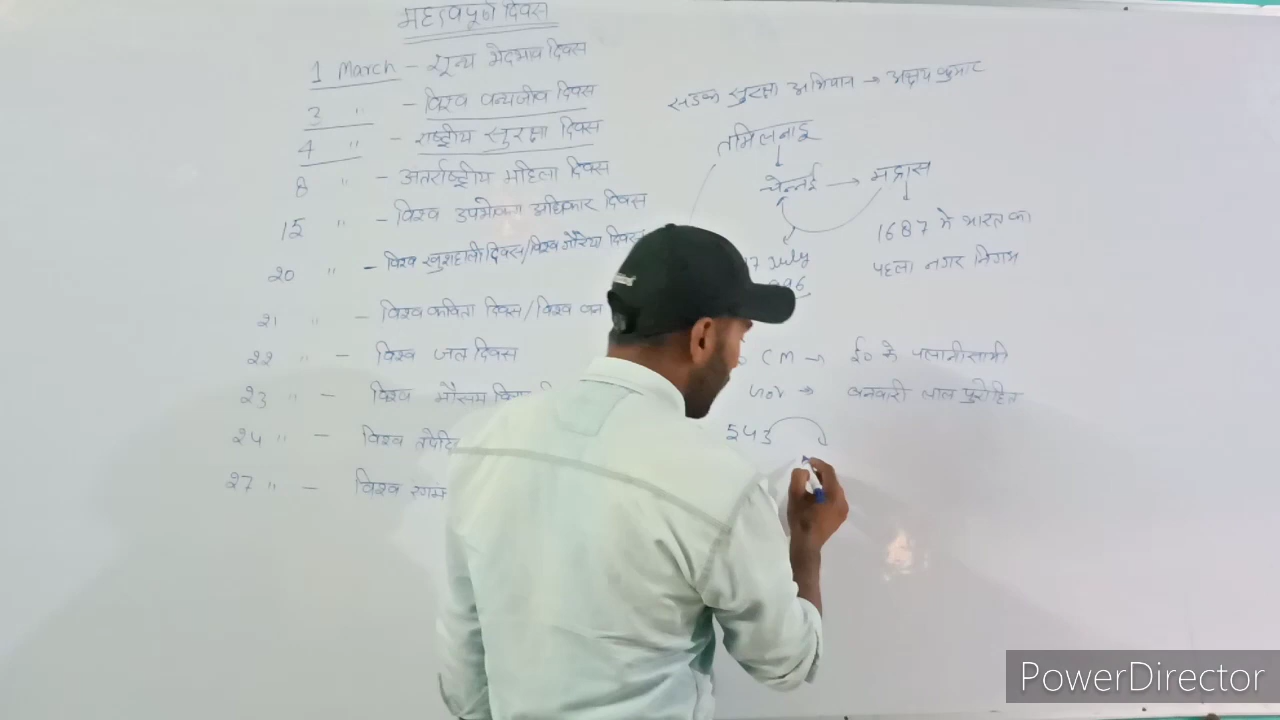 महत्वपूर्ण दिवस
1 March - शून्य भेदभाव दिवस
3 " - विश्व वन्यजीव दिवस
4 " - राष्ट्रीय सुरक्षा दिवस
8 " - अंतर्राष्ट्रीय महिला दिवस
15 " - विश्व उपभोक्ता अधिकार दिवस
20 " - विश्व खुशहाली दिवस/विश्व गौरैया दिवस
21 " - विश्व कविता दिवस/विश्व वन
22 " - विश्व जल दिवस
23 " - विश्व मौसम
24 " - विश्व
27 " - विश्व रंगम
सड़क सुरक्षा अभियान → अक्षय कुमार
तमिलनाडू
चेन्नई → मद्रास
1687 मे भारत का
पहला नगर निगम
July
CM → ई० के पलानीसामी
Gov → बनवारी लाल पुरोहित
543
PowerDirector